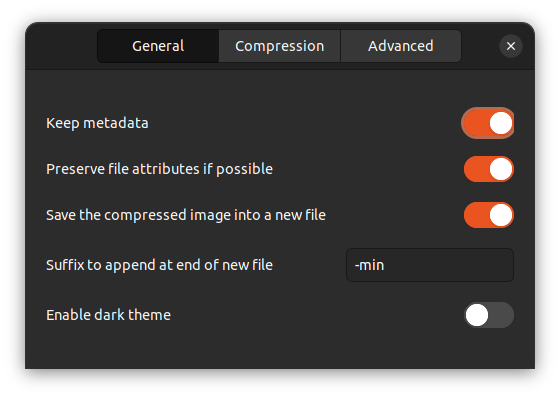 General Compression Advanced
Keep metadata
Preserve file attributes if possible
Save the compressed image into a new file
Suffix to append at end of new file -min
Enable dark theme